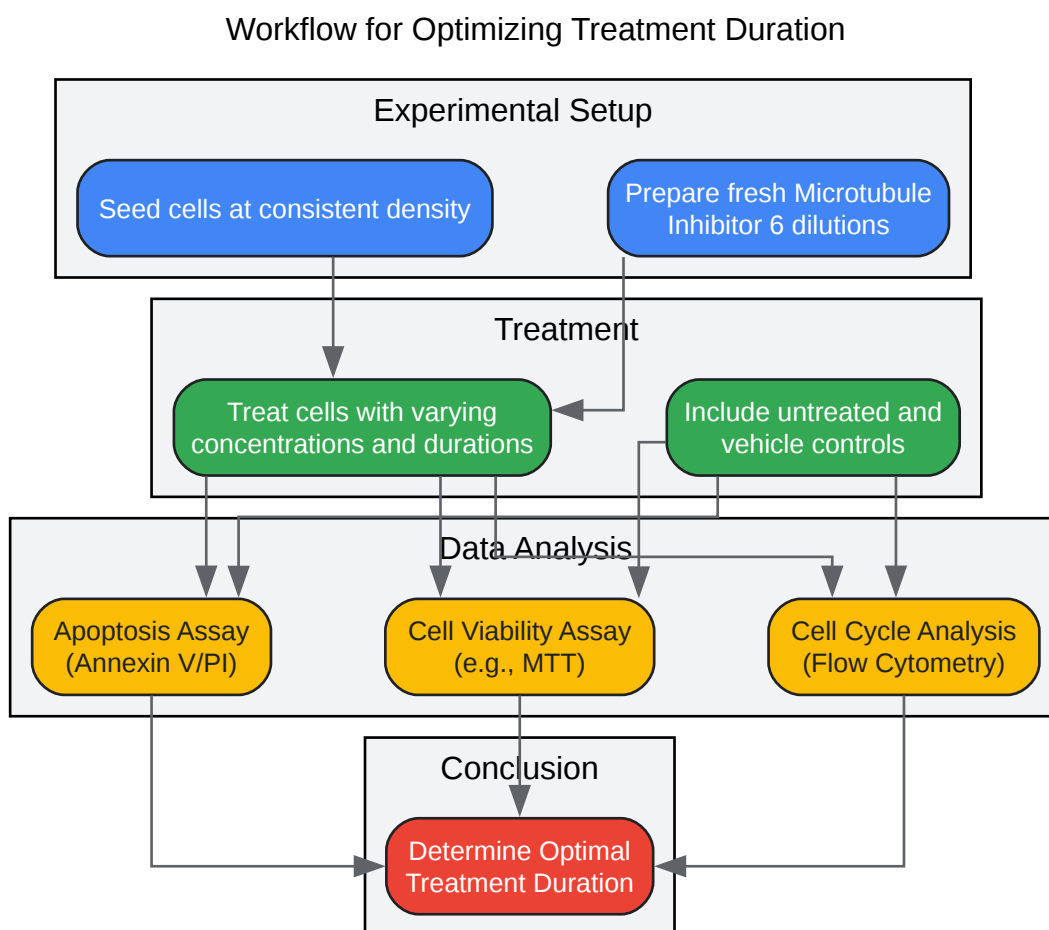 Workflow for Optimizing Treatment Duration
Experimental Setup
Seed cells at consistent density
Prepare fresh Microtubule
Inhibitor 6 dilutions
Treatment
Treat cells with varying
concentrations and durations
Include untreated and
vehicle controls
Data Analysis
Apoptosis Assay
(Annexin V/PI)
Cell Viability Assay
(e.g., MTT)
Cell Cycle Analysis
(Flow Cytometry)
Conclusion
Determine Optimal
Treatment Duration